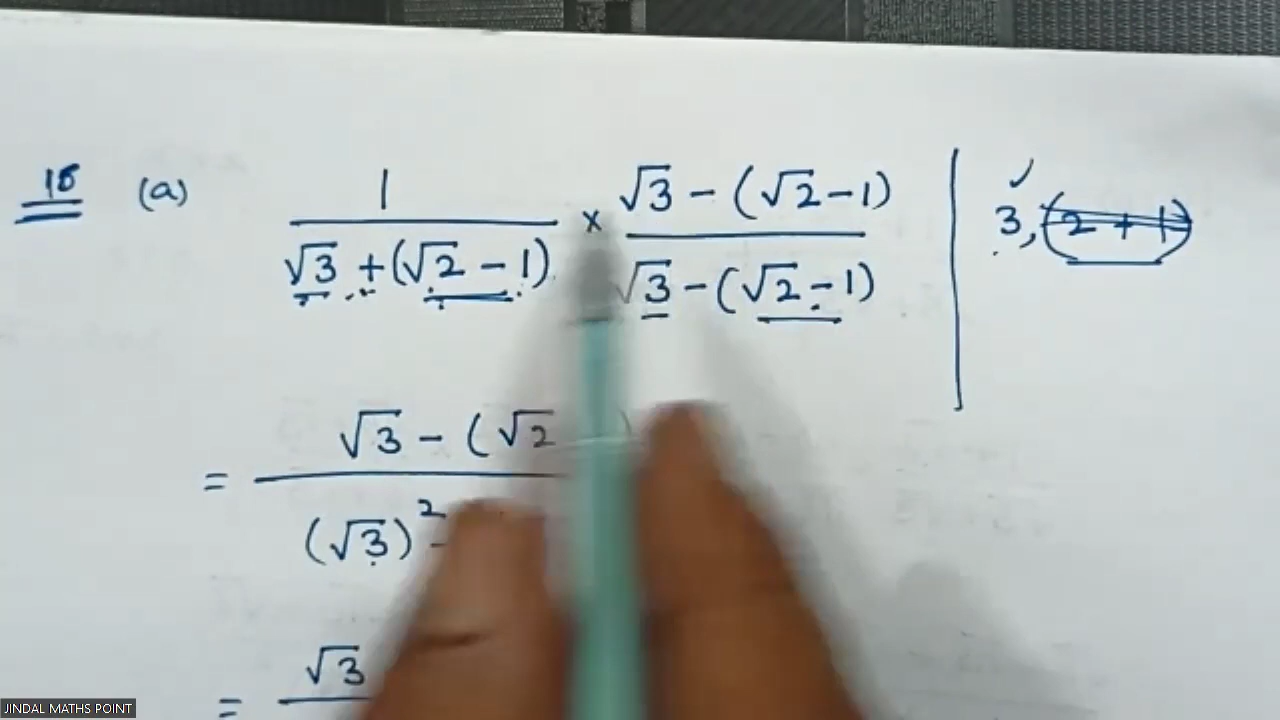 18 (a) 1 / (√3 + (√2 - 1)) × (√3 - (√2 - 1)) / (√3 - (√2 - 1)) | 3, (2 + 1)
= √3 - (√2
(√3)² -
= √3
JINDAL MATHS POINT